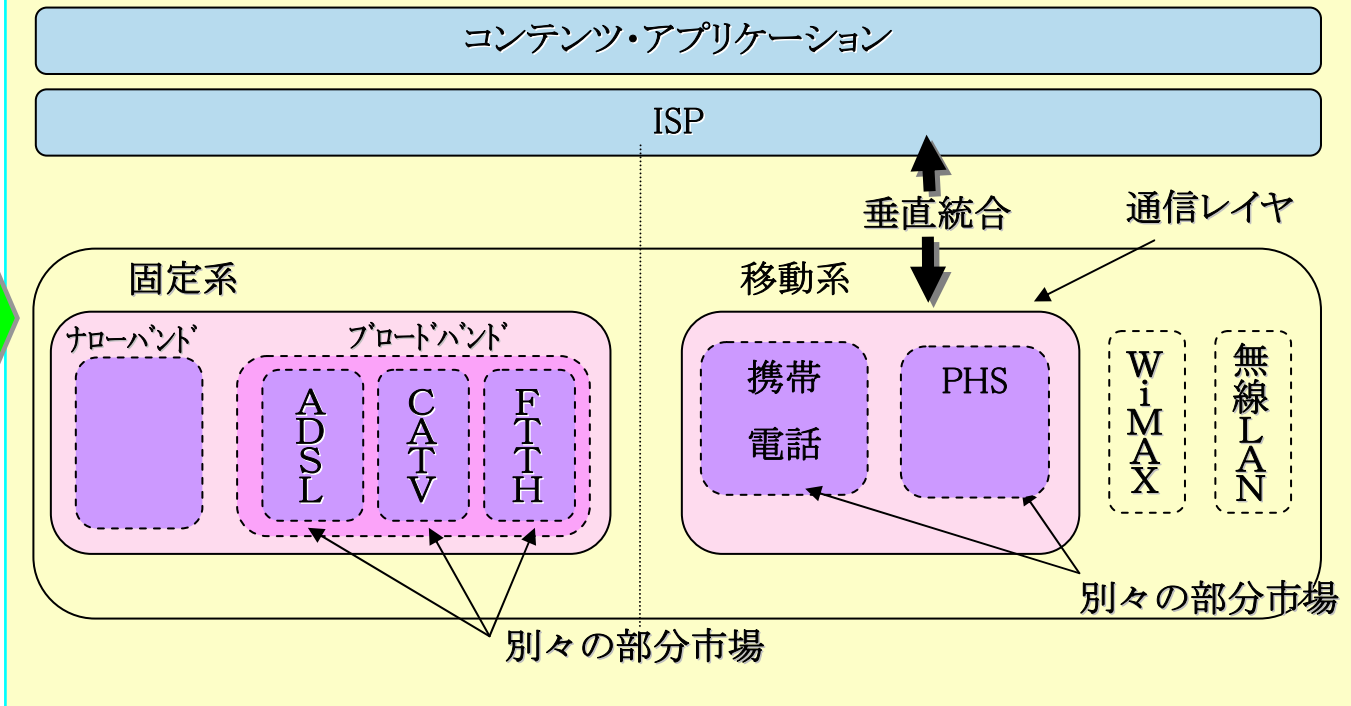 コンテンツ・アプリケーション
ISP
垂直統合
通信レイヤ
固定系
移動系
ﾅﾛｰﾊﾞﾝﾄﾞ
ﾌﾞﾛｰﾄﾞﾊﾞﾝﾄﾞ
ADSL
CATV
FTTH
携帯
電話
PHS
WiMAX
無線LAN
別々の部分市場
別々の部分市場